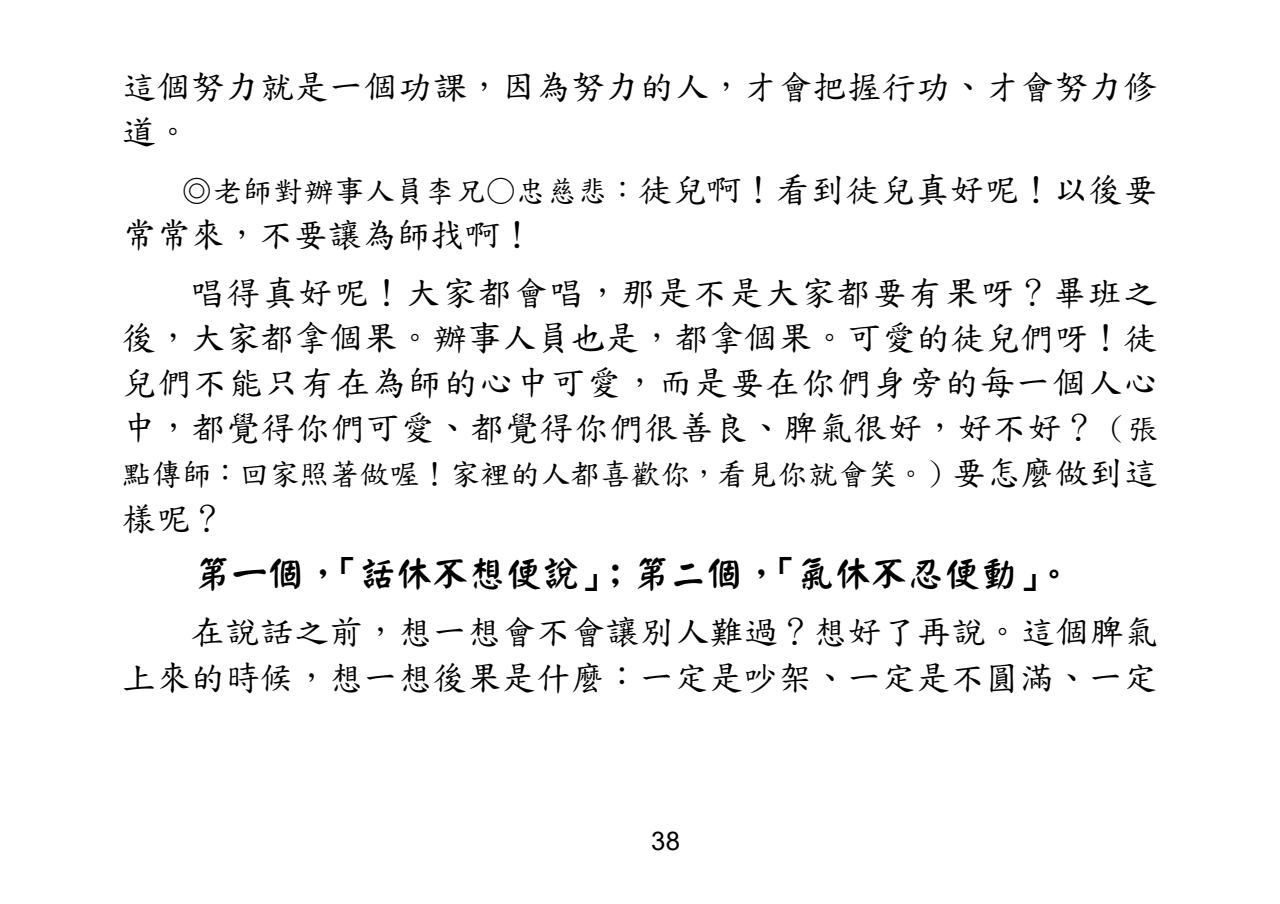 這個努力就是一個功課，因為努力的人，才會把握行功、才會努力修
道。
◎老師對辦事人員李兄◯忠慈悲：徒兒啊！看到徒兒真好呢！以後要
常常來，不要讓為師找啊！
唱得真好呢！大家都會唱，那是不是大家都要有果呀？畢班之
後，大家都拿個果。辦事人員也是，都拿個果。可愛的徒兒們呀！徒
兒們不能只有在為師的心中可愛，而是要在你們身旁的每一個人心
中，都覺得你們可愛、都覺得你們很善良、脾氣很好，好不好？（張
點傳師：回家照著做喔！家裡的人都喜歡你，看見你就會笑。）要怎麼做到這
樣呢？
第一個，「話休不想便說」；第二個，「氣休不忍便動」。
在說話之前，想一想會不會讓別人難過？想好了再說。這個脾氣
上來的時候，想一想後果是什麼：一定是吵架、一定是不圓滿、一定
38